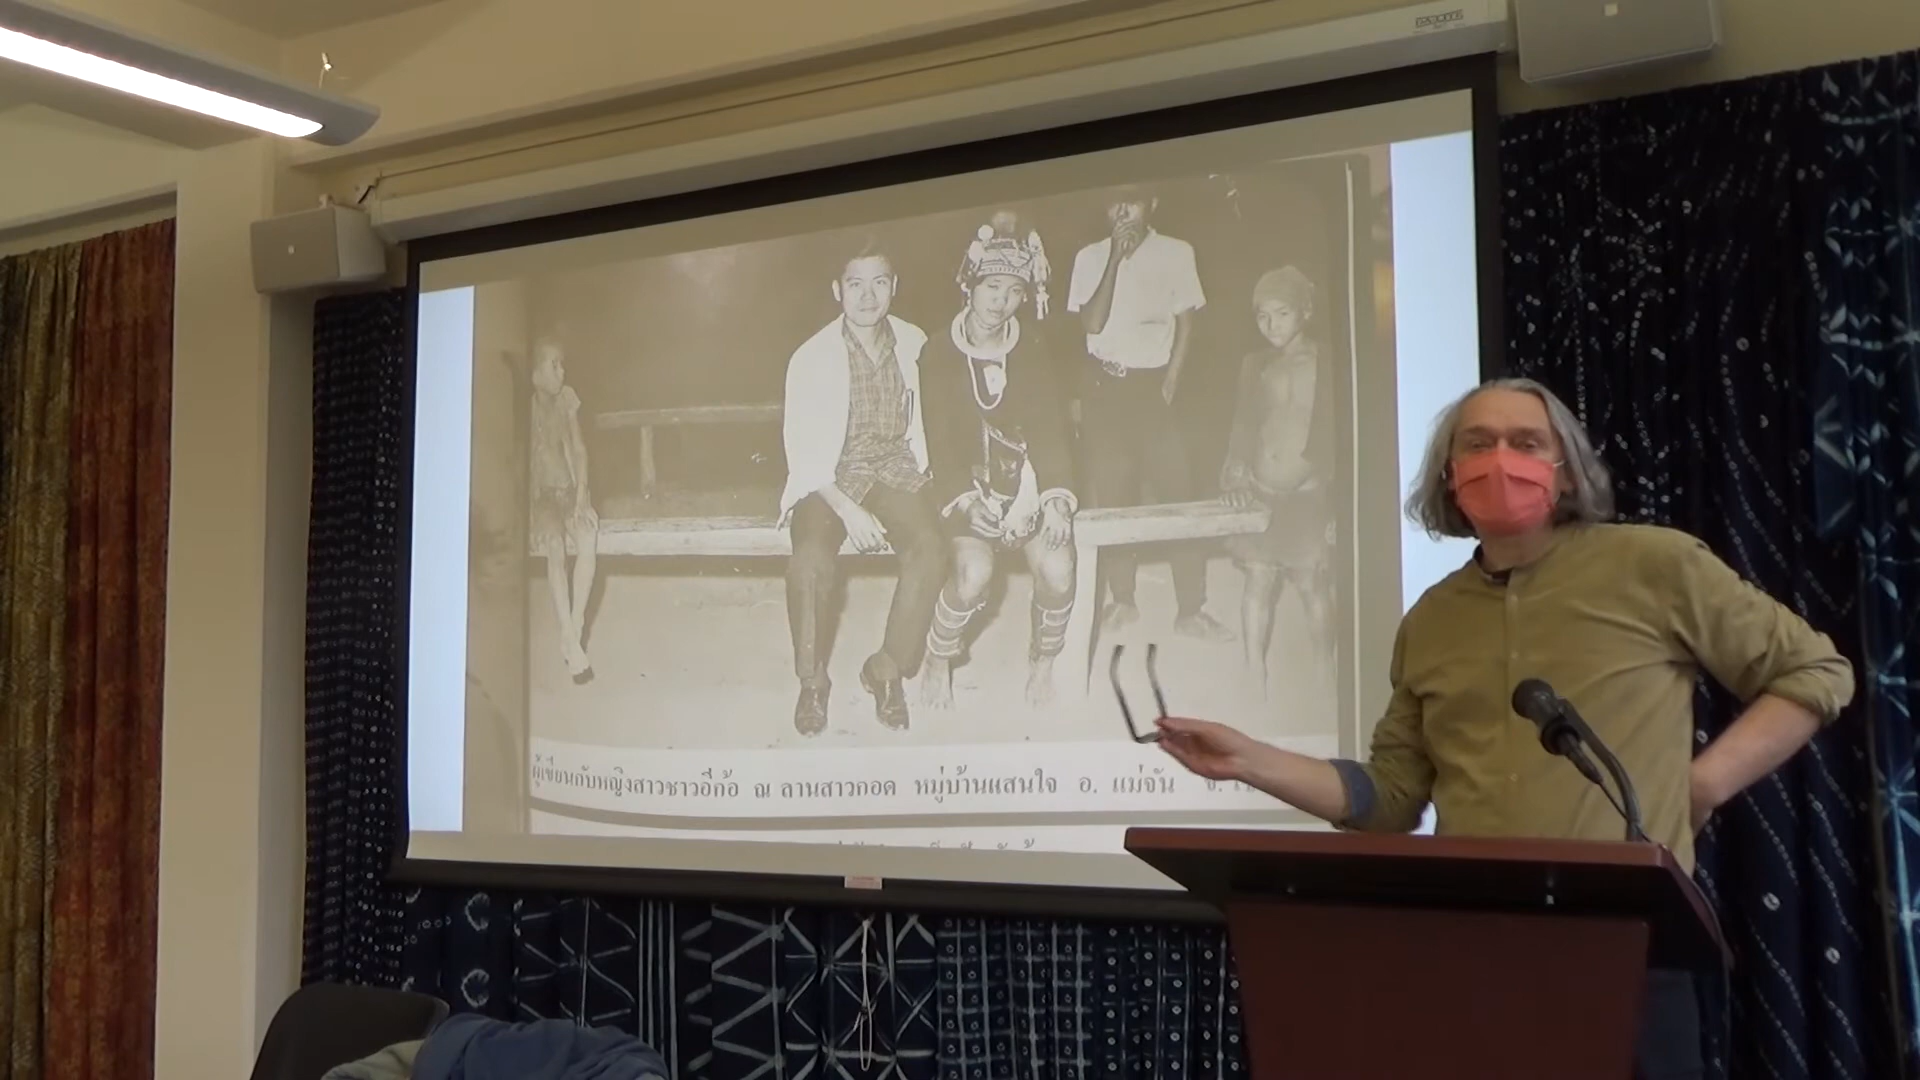 ผู้เขียนกับหญิงสาวชาวอีก้อ ณ ลานสาวกอด หมู่บ้านแสนใจ อ. แม่จัน จ.